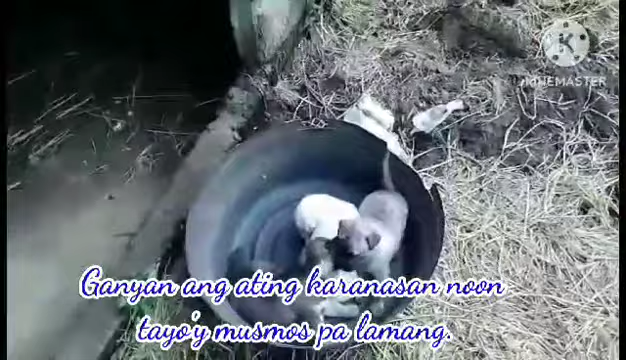 KINEMASTER
Ganyan ang ating karanasan noon
tayo'y musmos pa lamang.